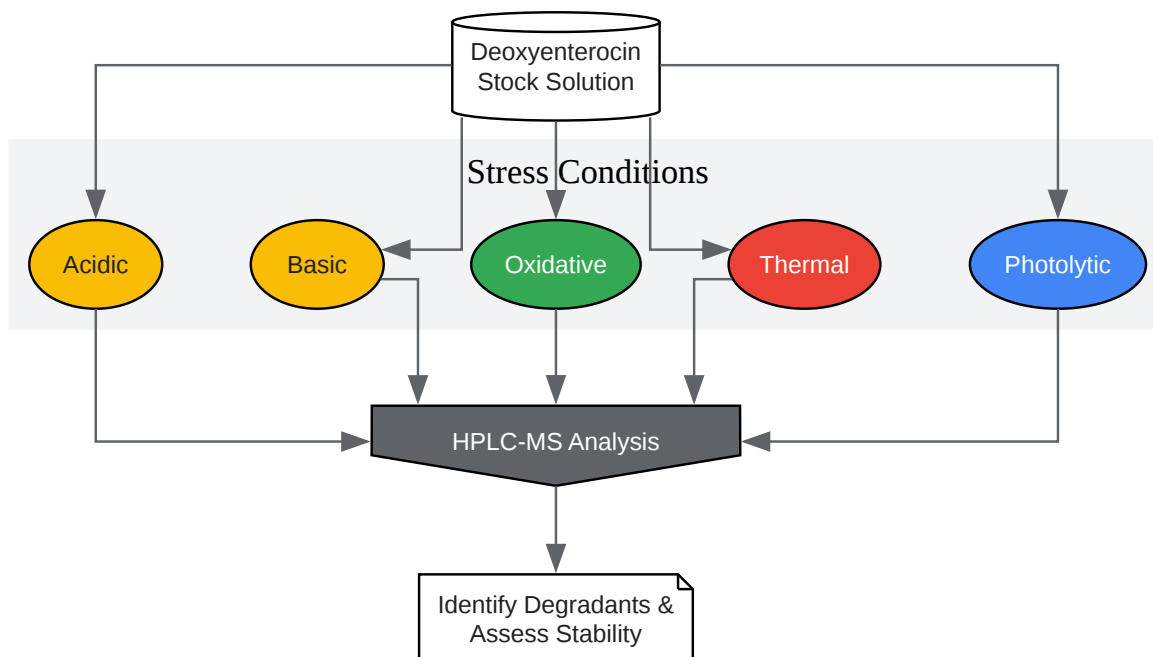 Deoxyenterocin
Stock Solution
Stress Conditions
Acidic
Basic
Oxidative
Thermal
Photolytic
HPLC-MS Analysis
Identify Degradants &
Assess Stability